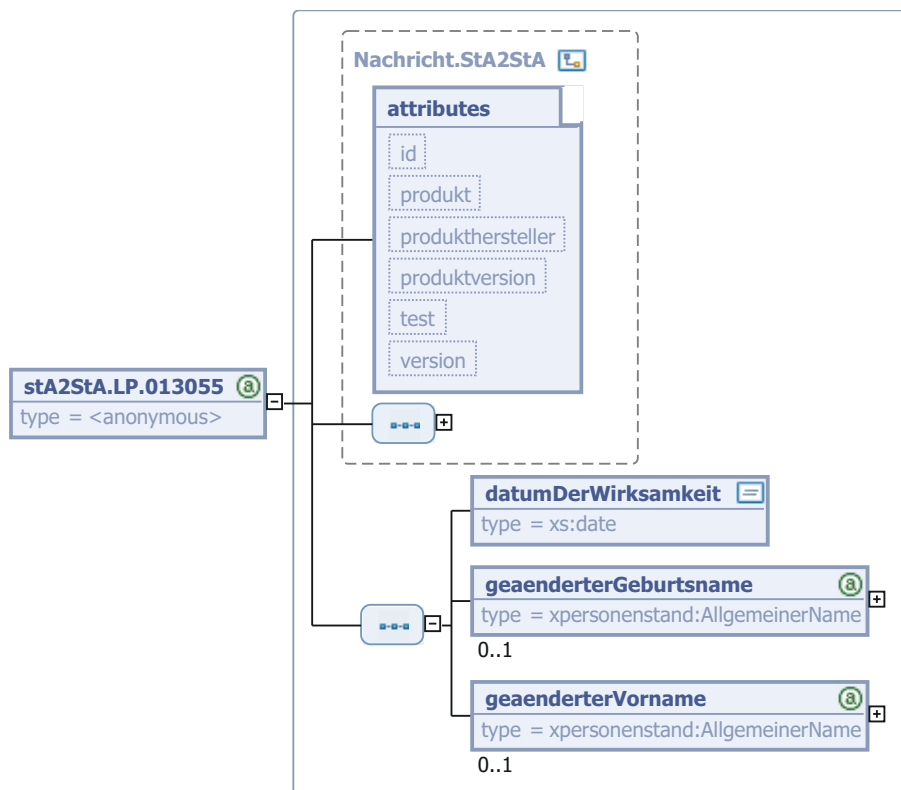 Nachricht.StA2StA
attributes
id
produkt
produkthersteller
produktversion
test
version
stA2StA.LP.013055
type = <anonymous>
datumDerWirksamkeit
type = xs:date
geaenderterGeburtsname
type = xpersonenstand:AllgemeinerName
0..1
geaenderterVorname
type = xpersonenstand:AllgemeinerName
0..1